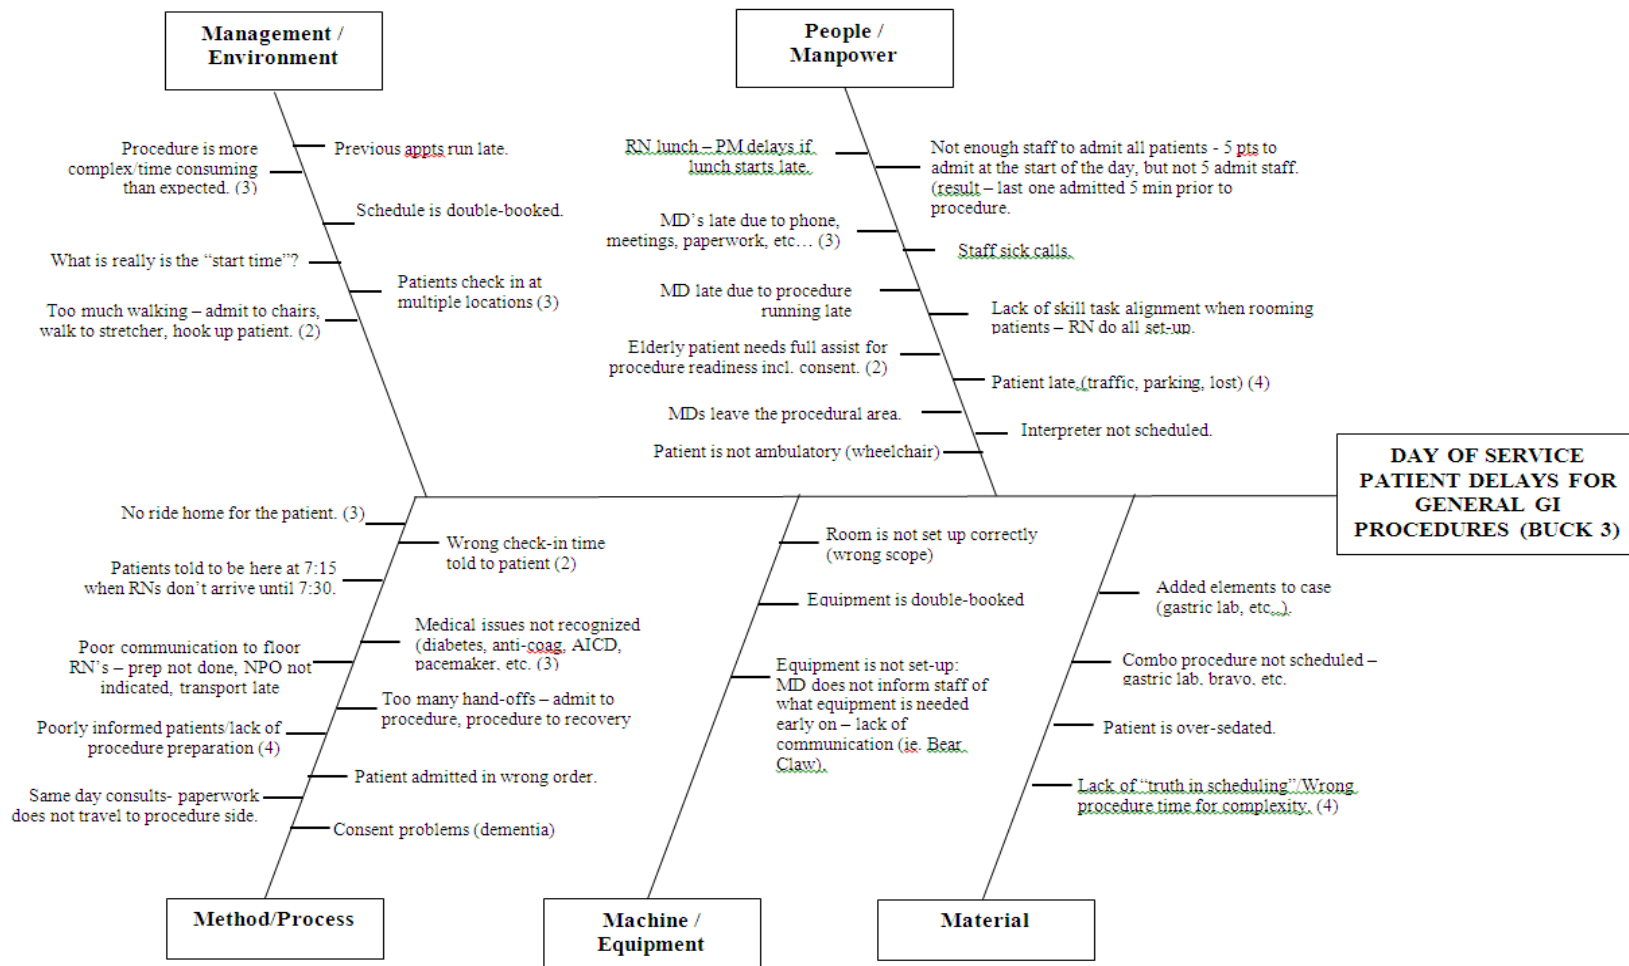 Management /
Environment
People /
Manpower
Procedure is more
complex/time consuming
than expected. (3)
Previous appts run late.
Schedule is double-booked.
What is really is the “start time”?
Patients check in at
multiple locations (3)
Too much walking – admit to chairs,
walk to stretcher, hook up patient. (2)
RN lunch – PM delays if
lunch starts late.
Not enough staff to admit all patients - 5 pts to
admit at the start of the day, but not 5 admit staff.
(result – last one admitted 5 min prior to
procedure.
MD’s late due to phone,
meetings, paperwork, etc… (3)
Staff sick calls.
MD late due to procedure
running late
Lack of skill task alignment when rooming
patients – RN do all set-up.
Elderly patient needs full assist for
procedure readiness incl. consent. (2)
Patient late (traffic, parking, lost) (4)
MDs leave the procedural area.
Interpreter not scheduled.
Patient is not ambulatory (wheelchair)
DAY OF SERVICE
PATIENT DELAYS FOR
GENERAL GI
PROCEDURES (BUCK 3)
No ride home for the patient. (3)
Wrong check-in time
told to patient (2)
Patients told to be here at 7:15
when RNs don’t arrive until 7:30.
Medical issues not recognized
(diabetes, anti-coag, AICD,
pacemaker, etc. (3)
Poor communication to floor
RN’s – prep not done, NPO not
indicated, transport late
Too many hand-offs – admit to
procedure, procedure to recovery
Poorly informed patients/lack of
procedure preparation (4)
Patient admitted in wrong order.
Same day consults- paperwork
does not travel to procedure side.
Consent problems (dementia)
Room is not set up correctly
(wrong scope)
Equipment is double-booked
Equipment is not set-up:
MD does not inform staff of
what equipment is needed
early on – lack of
communication (ie. Bear
Claw).
Added elements to case
(gastric lab, etc...).
Combo procedure not scheduled –
gastric lab, bravo, etc.
Patient is over-sedated.
Lack of “truth in scheduling”/Wrong
procedure time for complexity. (4)
Method/Process
Machine /
Equipment
Material